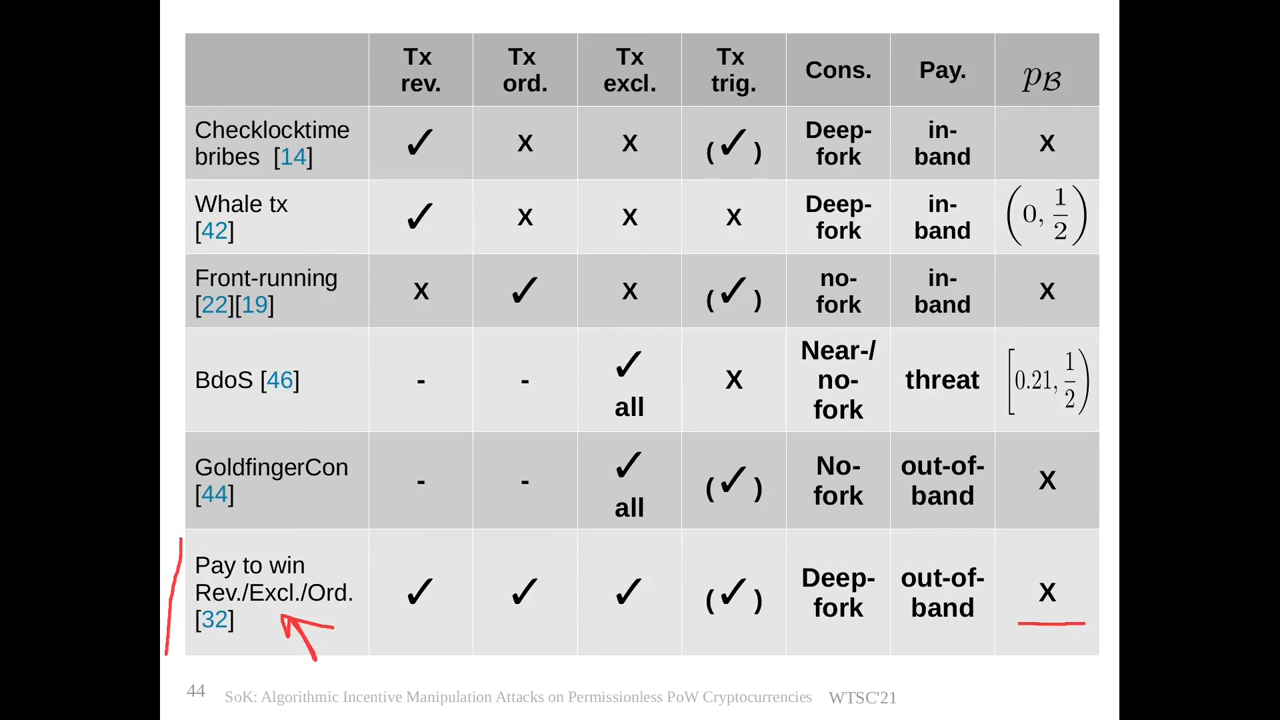 Tx rev. Tx ord. Tx excl. Tx trig. Cons. Pay. pℬ
Checklocktime bribes [14] ✓ X X (✓) Deep-fork in-band X
Whale tx [42] ✓ X X X Deep-fork in-band (0, 1/2)
Front-running [22][19] X ✓ X (✓) no-fork in-band X
BdoS [46] - - ✓ all X Near-/no-fork threat [0.21, 1/2)
GoldfingerCon [44] - - ✓ all (✓) No-fork out-of-band X
Pay to win Rev./Excl./Ord. [32] ✓ ✓ ✓ (✓) Deep-fork out-of-band X
44 SoK: Algorithmic Incentive Manipulation Attacks on Permissionless PoW Cryptocurrencies WTSC'21